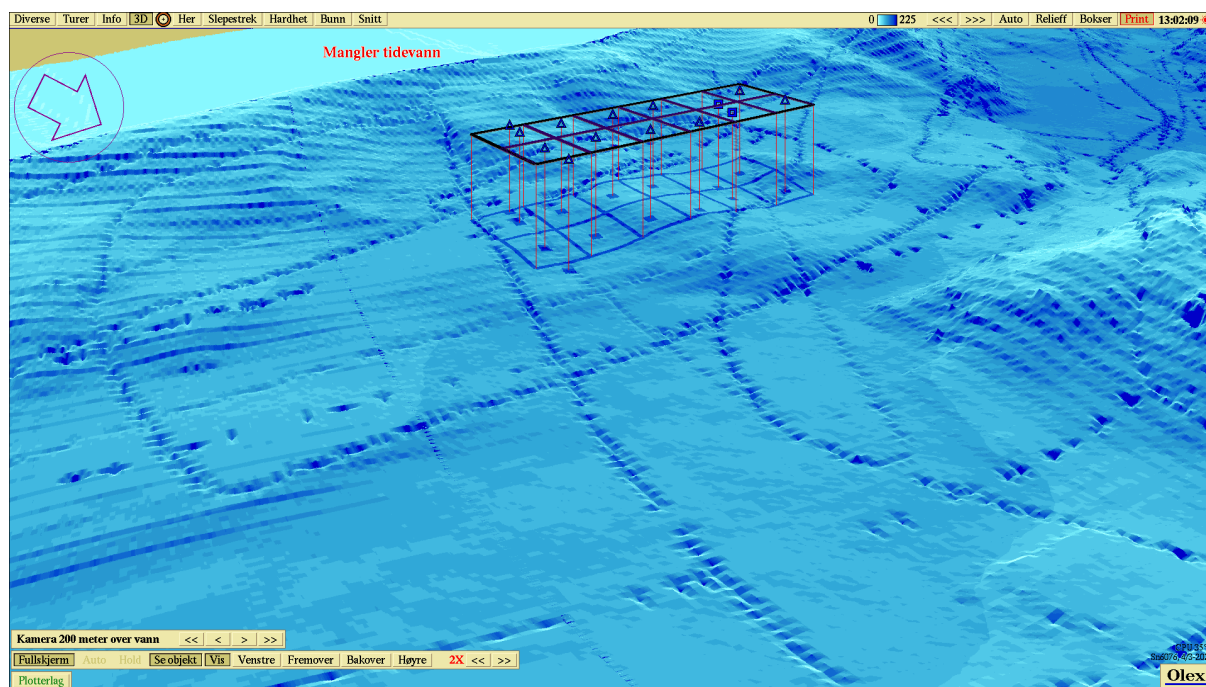 Diverse Turer Info 3D Her Slepestrek Hardhet Bunn Snitt 0 225 <<< >>> Auto Relieff Bokser Print 13:02:09
Mangler tidevann
Kamera 200 meter over vann << < > >>
Fullskjerm Auto Hold Se objekt Vis Venstre Fremover Bakover Høyre 2X << >>
Plotterlag
Olex